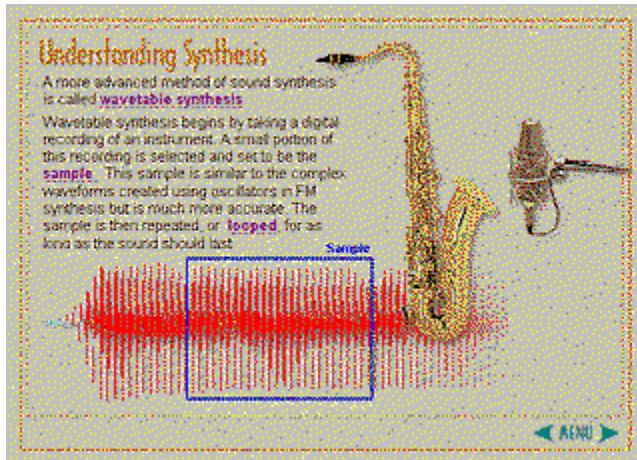 Understanding Synthesis
A more advanced method of sound synthesis
is called wavetable synthesis
Wavetable synthesis begins by taking a digital
recording of an instrument. A small portion of
this recording is selected and set to be the
sample. This sample is similar to the complex
waveforms created using oscillators in FM
synthesis but is much more accurate. The
sample is then repeated, or looped, for as
long as the sound should last.
Sample
MENU